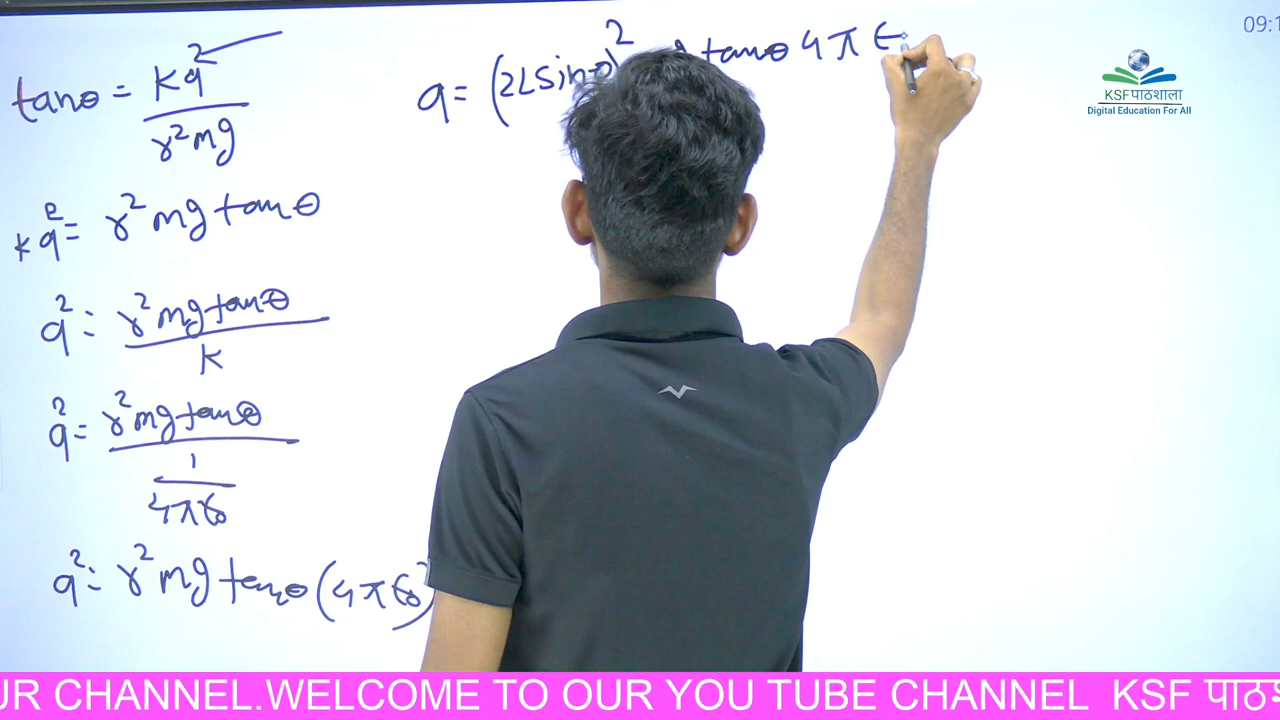 tanθ = Kq²
r²mg
Kq² = r²mg tanθ
q² = r²mg tanθ
K
q² = r²mg tanθ
1
4πε₀
q² = r²mg tanθ (4πε₀)
q = (2L Sinθ)² tanθ 4π ε
09:1
KSF पाठशाला
Digital Education For All
UR CHANNEL.WELCOME TO OUR YOU TUBE CHANNEL KSF